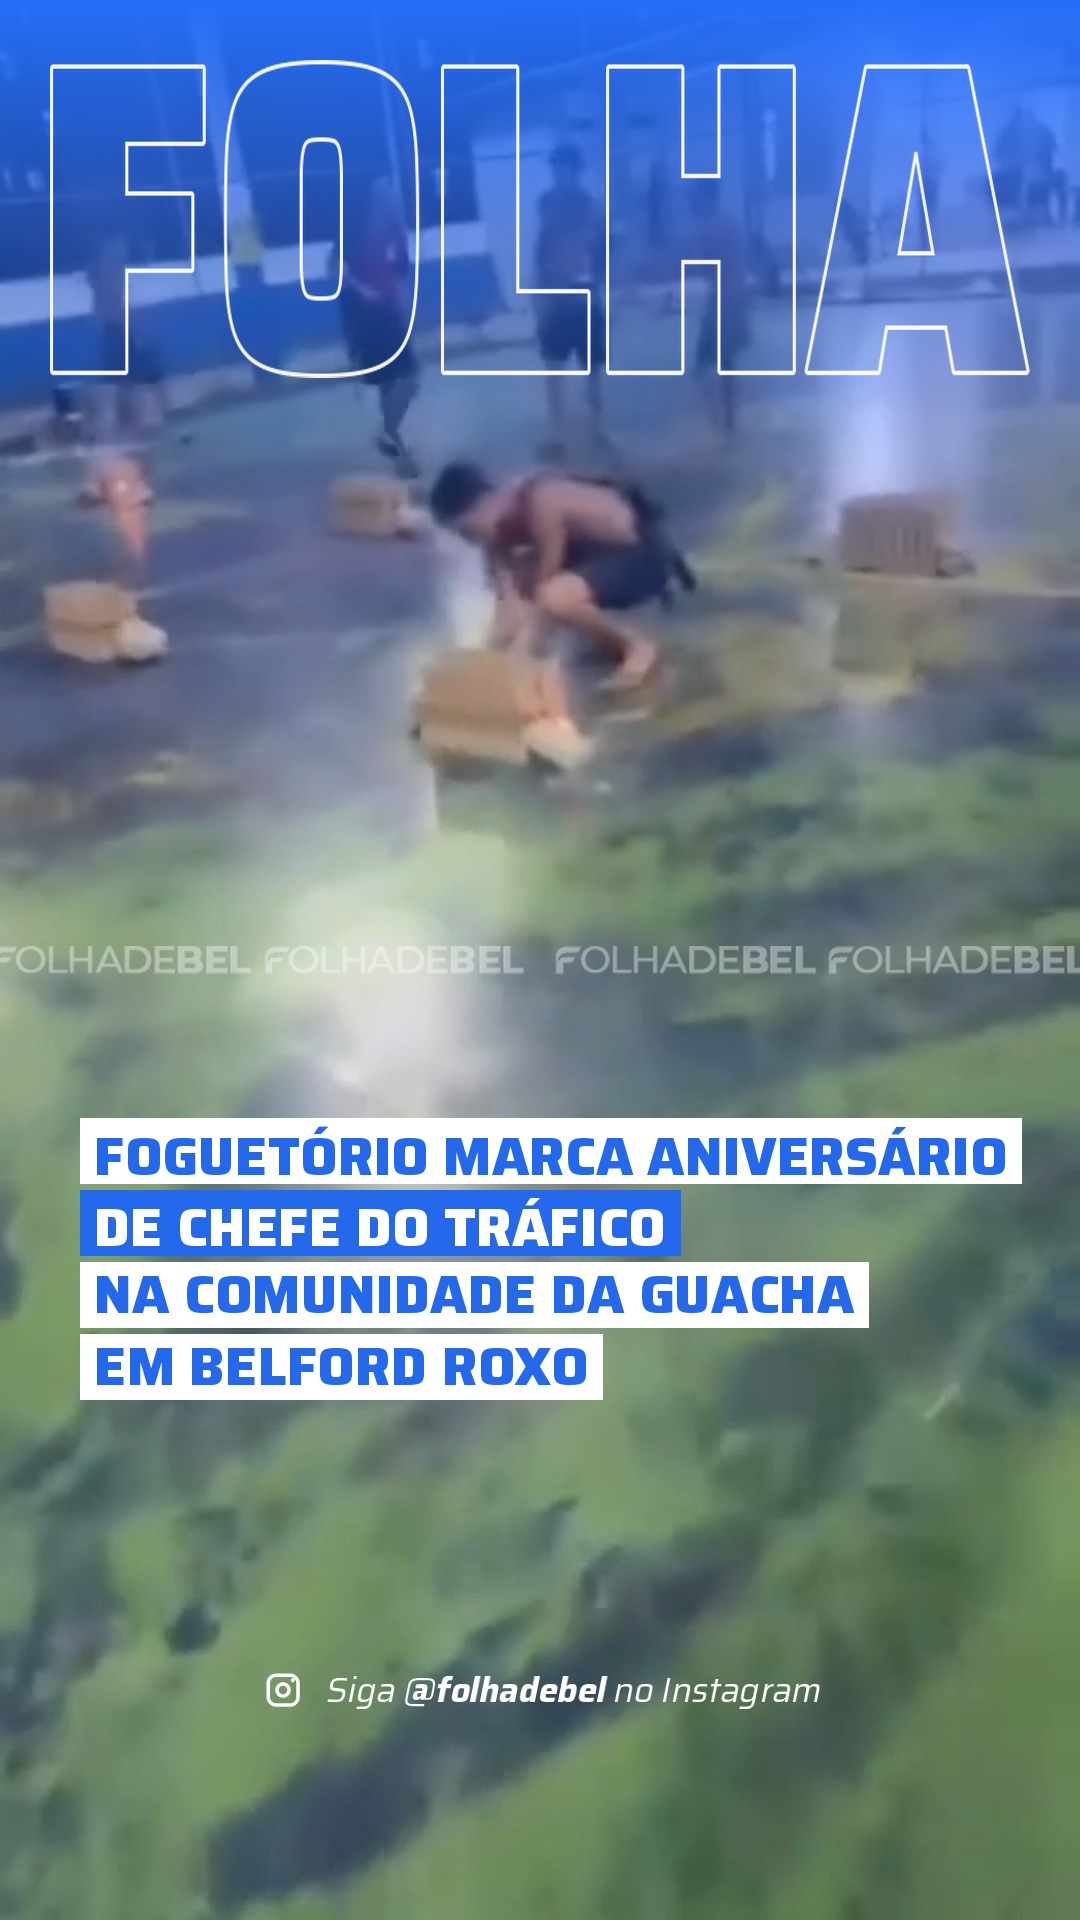 FOLHA
FOLHADEBEL FOLHADEBEL FOLHADEBEL FOLHADEBEL
FOGUETÓRIO MARCA ANIVERSÁRIO
DE CHEFE DO TRÁFICO
NA COMUNIDADE DA GUACHA
EM BELFORD ROXO
Siga @folhadebel no Instagram